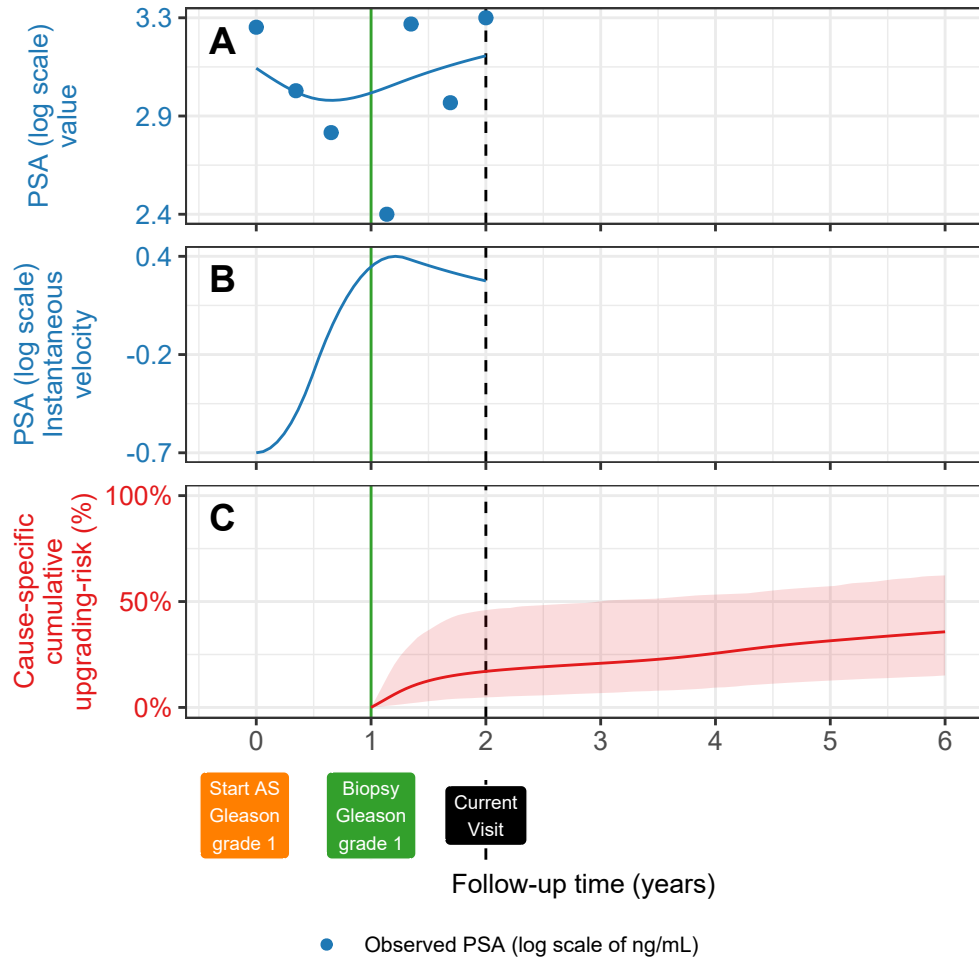 A
PSA (log scale)
value
3.3
2.9
2.4
B
PSA (log scale)
Instantaneous
velocity
0.4
-0.2
-0.7
C
Cause-specific
cumulative
upgrading-risk (%)
100%
50%
0%
0 1 2 3 4 5 6
Start AS
Gleason
grade 1
Biopsy
Gleason
grade 1
Current
Visit
Follow-up time (years)
Observed PSA (log scale of ng/mL)